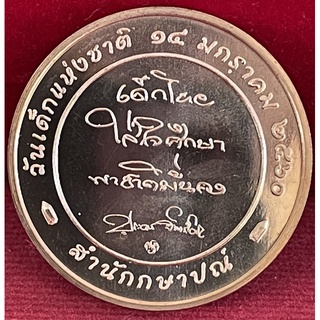 วันเด็กแห่งชาติ ๑๔ มกราคม ๒๕๖๐
เด็กไทย
ใส่ใจศึกษา
พาชาติมั่นคง
สำนักกษาปณ์